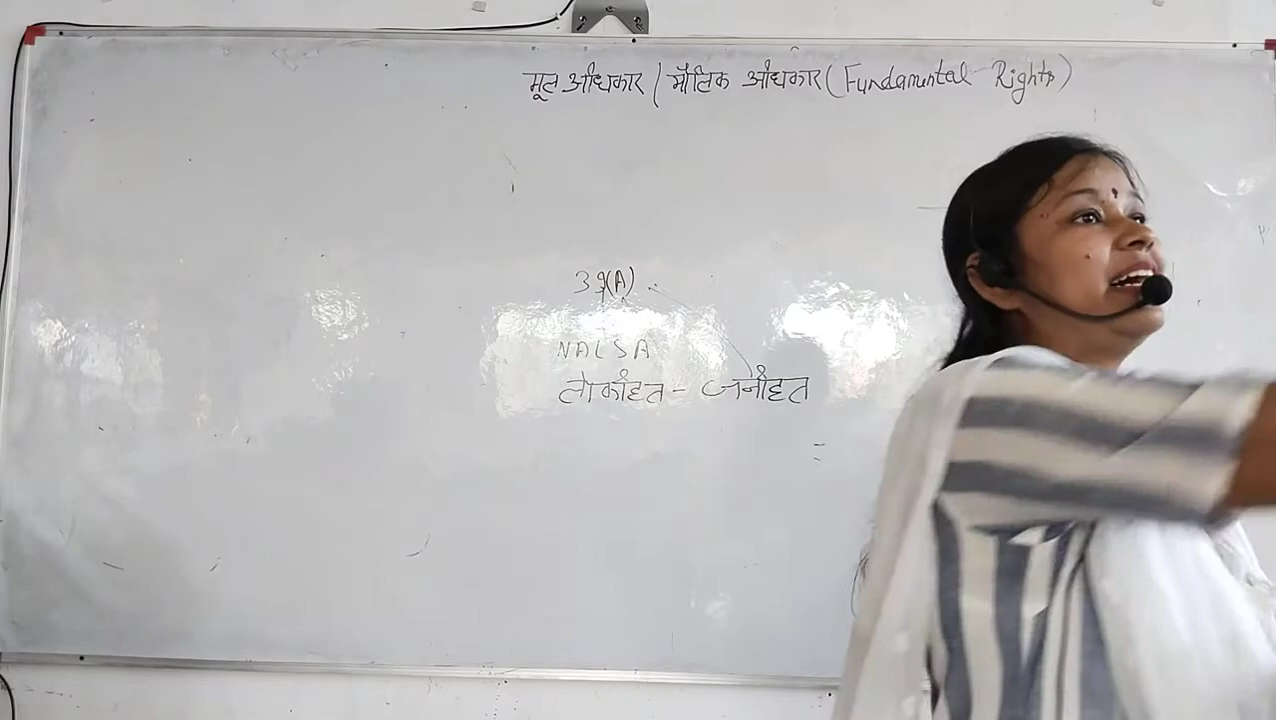 मूल अधिकार / मौलिक अधिकार ( Fundamental Rights )
39(A)
NALSA
लोकहित - जनहित